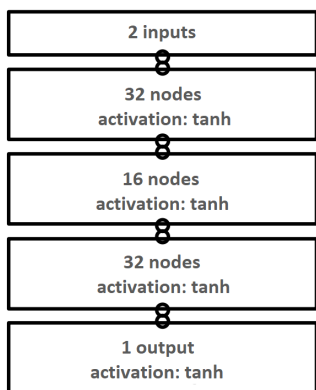 2 inputs
32 nodes
activation: tanh
16 nodes
activation: tanh
32 nodes
activation: tanh
1 output
activation: tanh